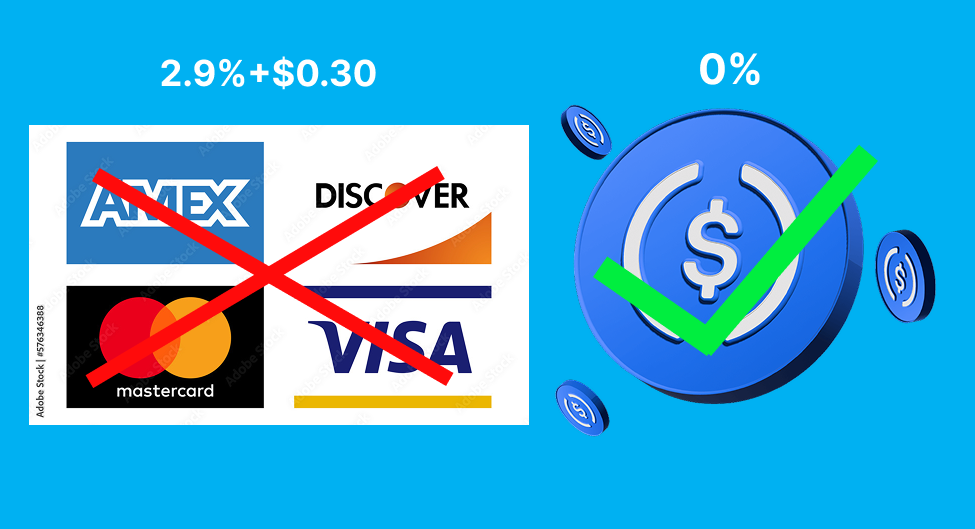 2.9%+$0.30
0%
AMEX
DISCOVER
mastercard
VISA
Adobe Stock | #576346388
$
$
$
$